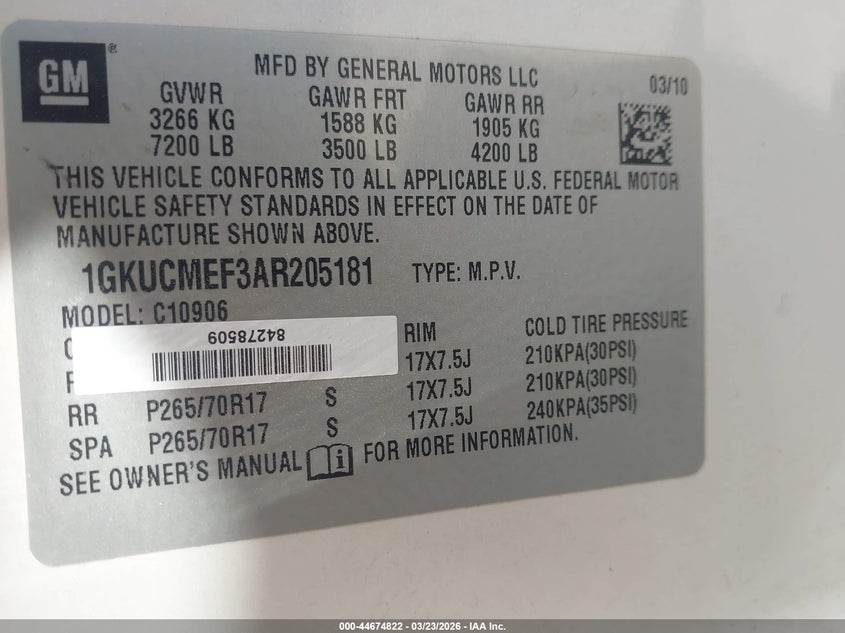 GM®
MFD BY GENERAL MOTORS LLC
03/10
GVWR GAWR FRT GAWR RR
3266 KG 1588 KG 1905 KG
7200 LB 3500 LB 4200 LB
THIS VEHICLE CONFORMS TO ALL APPLICABLE U.S. FEDERAL MOTOR
VEHICLE SAFETY STANDARDS IN EFFECT ON THE DATE OF
MANUFACTURE SHOWN ABOVE.
1GKUCMEF3AR205181 TYPE: M.P.V.
MODEL: C10906
84278509
RIM COLD TIRE PRESSURE
17X7.5J 210KPA(30PSI)
RR P265/70R17 S 17X7.5J 210KPA(30PSI)
SPA P265/70R17 S 17X7.5J 240KPA(35PSI)
SEE OWNER'S MANUAL i FOR MORE INFORMATION.
000-44674822 — 03/23/2026 — IAA Inc.